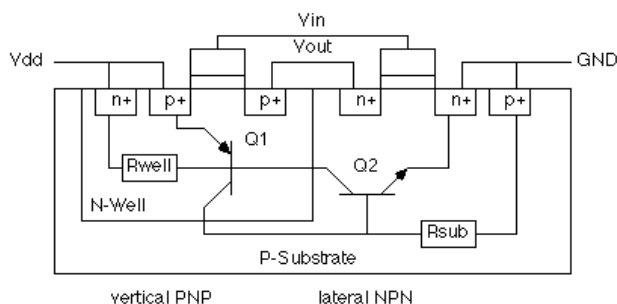 Vin
Vout
Vdd
GND
n+ p+ p+ n+ n+ p+
Q1
Q2
Rwell
N-Well
Rsub
P-Substrate
vertical PNP lateral NPN